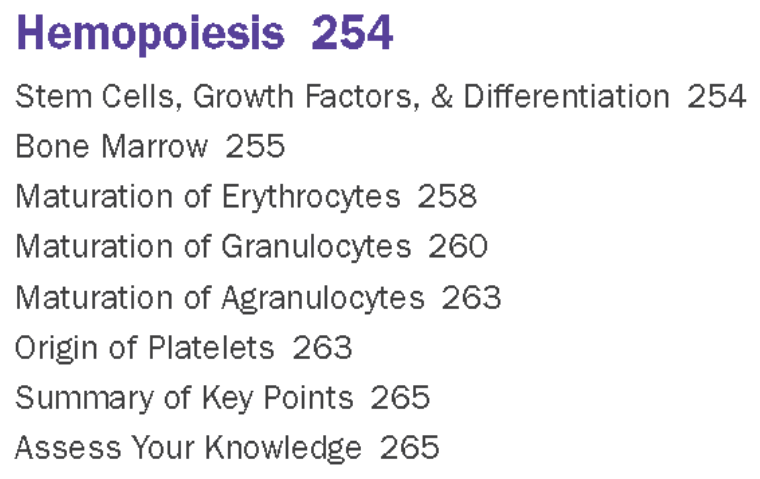 Hemopoiesis 254
Stem Cells, Growth Factors, & Differentiation 254
Bone Marrow 255
Maturation of Erythrocytes 258
Maturation of Granulocytes 260
Maturation of Agranulocytes 263
Origin of Platelets 263
Summary of Key Points 265
Assess Your Knowledge 265